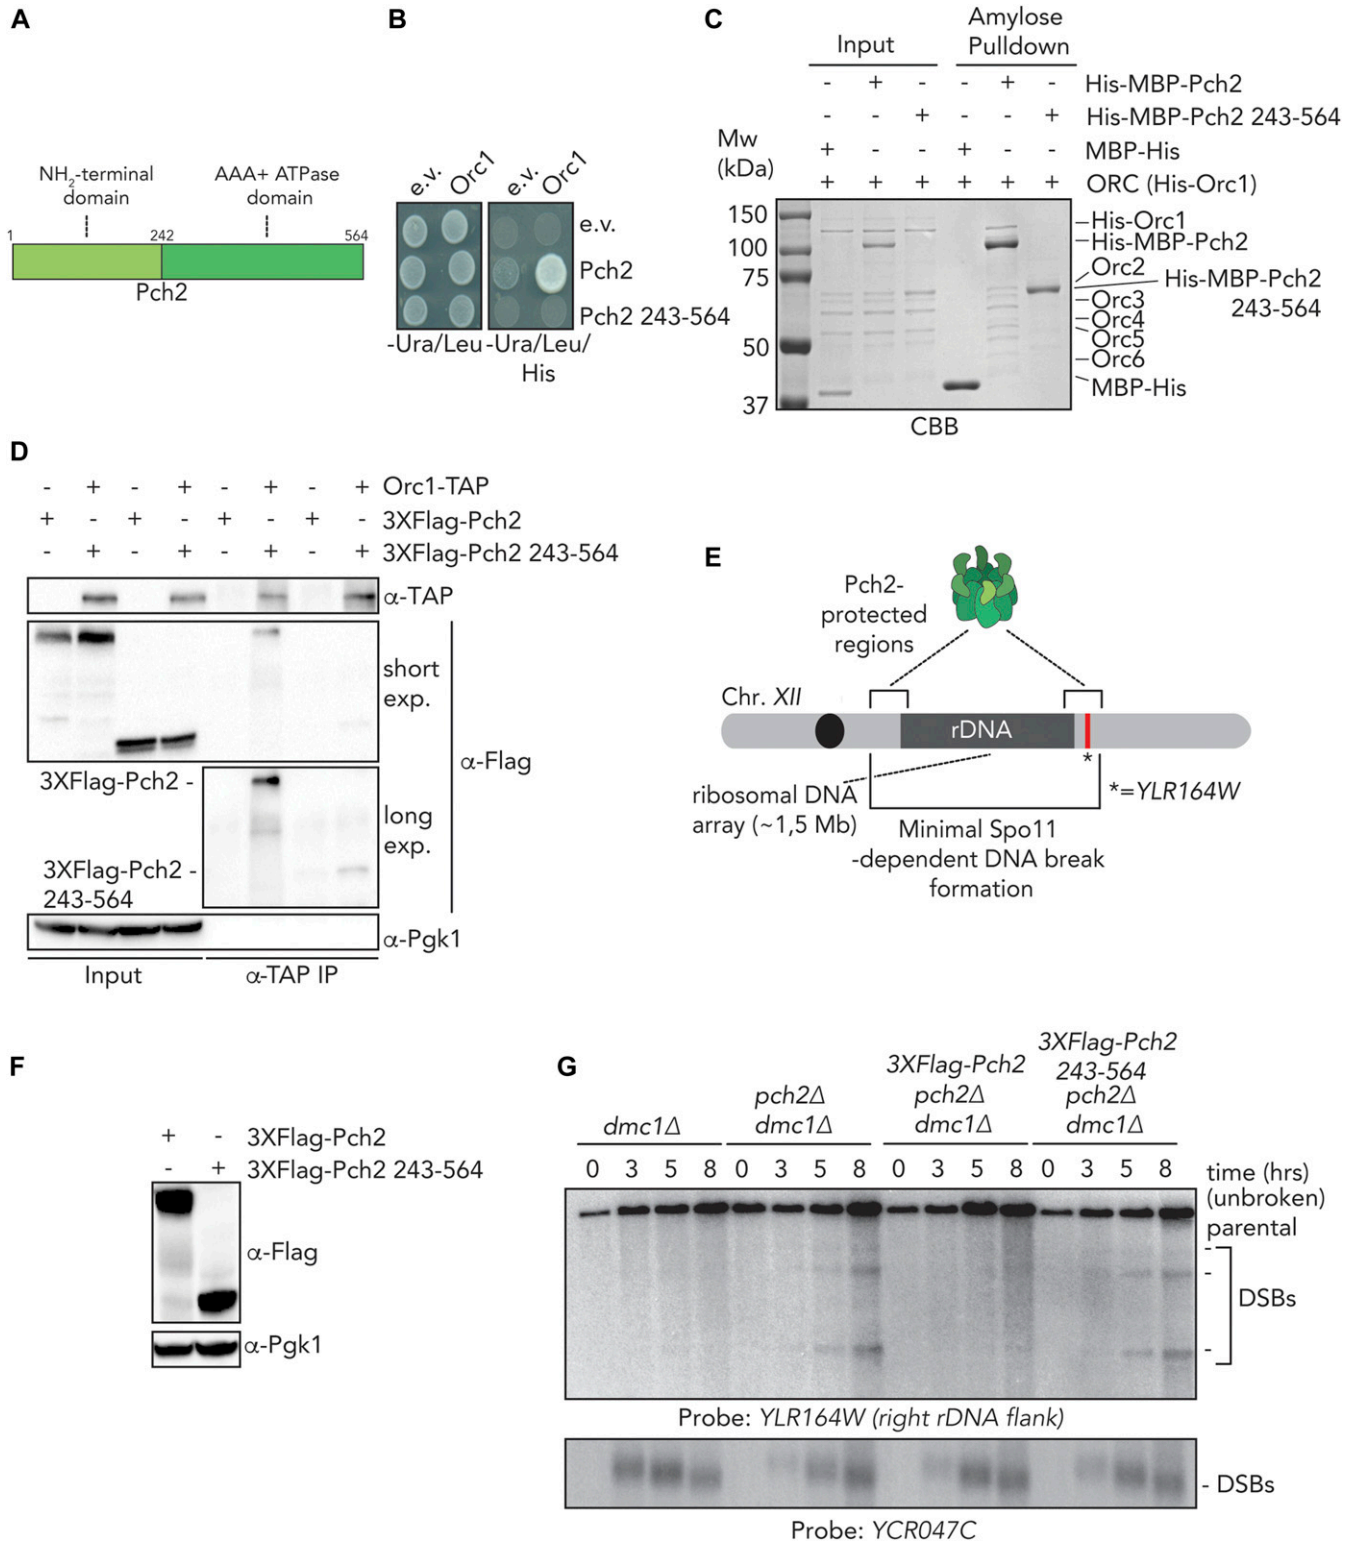 A
NH2-terminal
domain
AAA+ ATPase
domain
1
242
564
Pch2
B
e.v.
Orc1
e.v.
Orc1
e.v.
Pch2
Pch2 243-564
-Ura/Leu
-Ura/Leu/
His
C
Input
Amylose
Pulldown
- + - - + - His-MBP-Pch2
- - + - - + His-MBP-Pch2 243-564
+ - - + - - MBP-His
+ + + + + + ORC (His-Orc1)
Mw
(kDa)
150
100
75
50
37
His-Orc1
His-MBP-Pch2
Orc2
His-MBP-Pch2
243-564
Orc3
Orc4
Orc5
Orc6
MBP-His
CBB
D
- + - + - + - + Orc1-TAP
+ - + - + - + - 3XFlag-Pch2
- + - + - + - + 3XFlag-Pch2 243-564
α-TAP
short
exp.
α-Flag
3XFlag-Pch2 -
long
exp.
3XFlag-Pch2 -
243-564
α-Pgk1
Input
α-TAP IP
E
Pch2-
protected
regions
Chr. XII
rDNA
*
*=YLR164W
ribosomal DNA
array (~1,5 Mb)
Minimal Spo11
-dependent DNA break
formation
F
+ - 3XFlag-Pch2
- + 3XFlag-Pch2 243-564
α-Flag
α-Pgk1
G
dmc1Δ
pch2Δ
dmc1Δ
3XFlag-Pch2
pch2Δ
dmc1Δ
3XFlag-Pch2
243-564
pch2Δ
dmc1Δ
0 3 5 8 0 3 5 8 0 3 5 8 0 3 5 8 time (hrs)
(unbroken)
parental
-
-
DSBs
-
Probe: YLR164W (right rDNA flank)
- DSBs
Probe: YCR047C